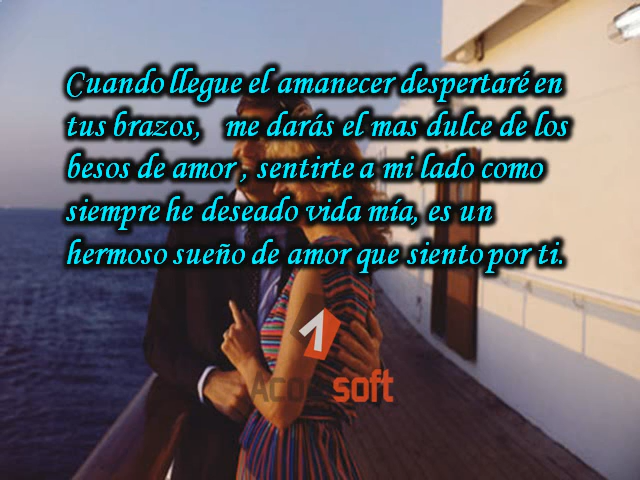 Cuando llegue el amanecer despertaré en
tus brazos, me darás el mas dulce de los
besos de amor , sentirte a mi lado como
siempre he deseado vida mía, es un
hermoso sueño de amor que siento por ti.
soft